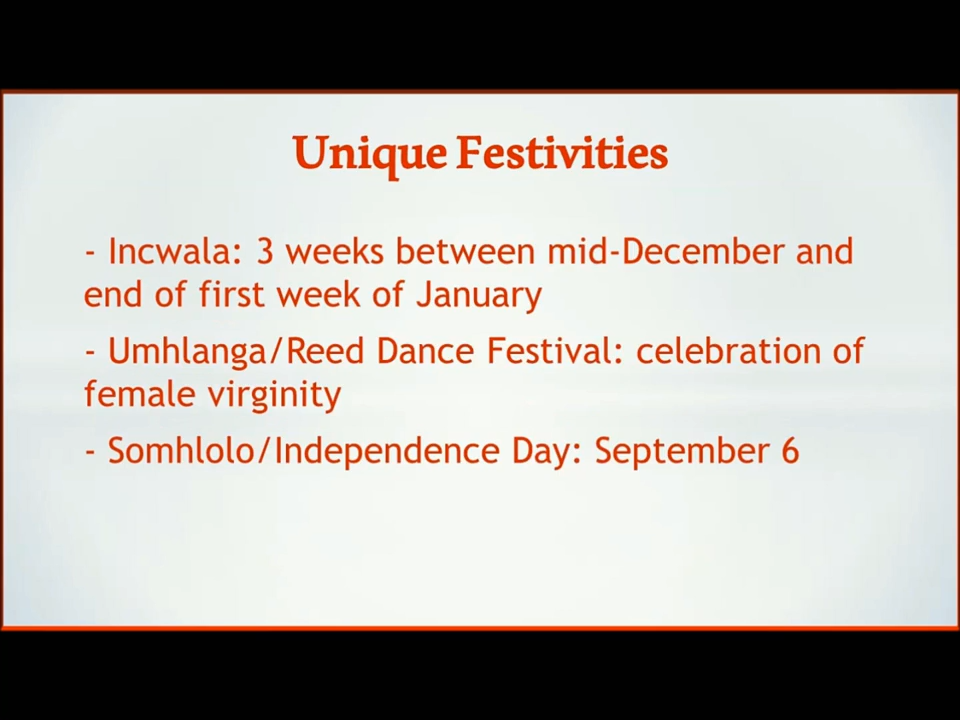 Unique Festivities
- Incwala: 3 weeks between mid-December and
end of first week of January
- Umhlanga/Reed Dance Festival: celebration of
female virginity
- Somhlolo/Independence Day: September 6